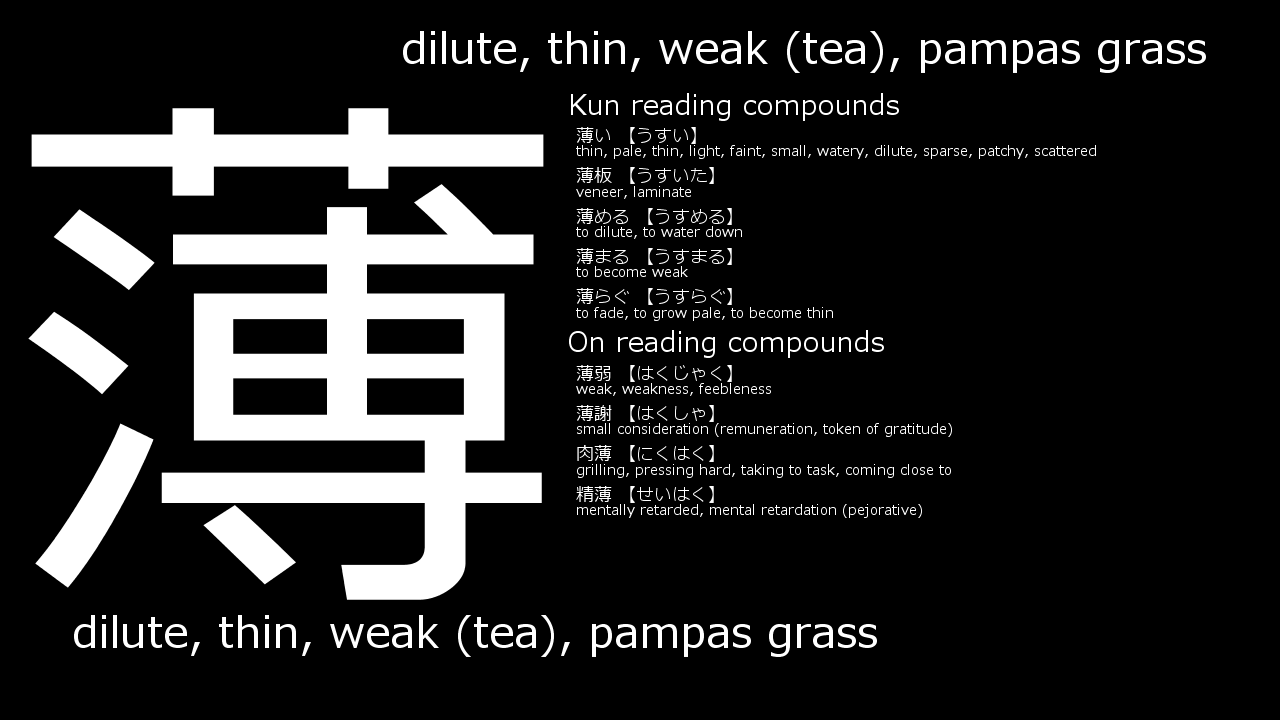 dilute, thin, weak (tea), pampas grass
薄
Kun reading compounds
薄い 【うすい】
thin, pale, thin, light, faint, small, watery, dilute, sparse, patchy, scattered
薄板 【うすいた】
veneer, laminate
薄める 【うすめる】
to dilute, to water down
薄まる 【うすまる】
to become weak
薄らぐ 【うすらぐ】
to fade, to grow pale, to become thin
On reading compounds
薄弱 【はくじゃく】
weak, weakness, feebleness
薄謝 【はくしゃ】
small consideration (remuneration, token of gratitude)
肉薄 【にくはく】
grilling, pressing hard, taking to task, coming close to
精薄 【せいはく】
mentally retarded, mental retardation (pejorative)
dilute, thin, weak (tea), pampas grass